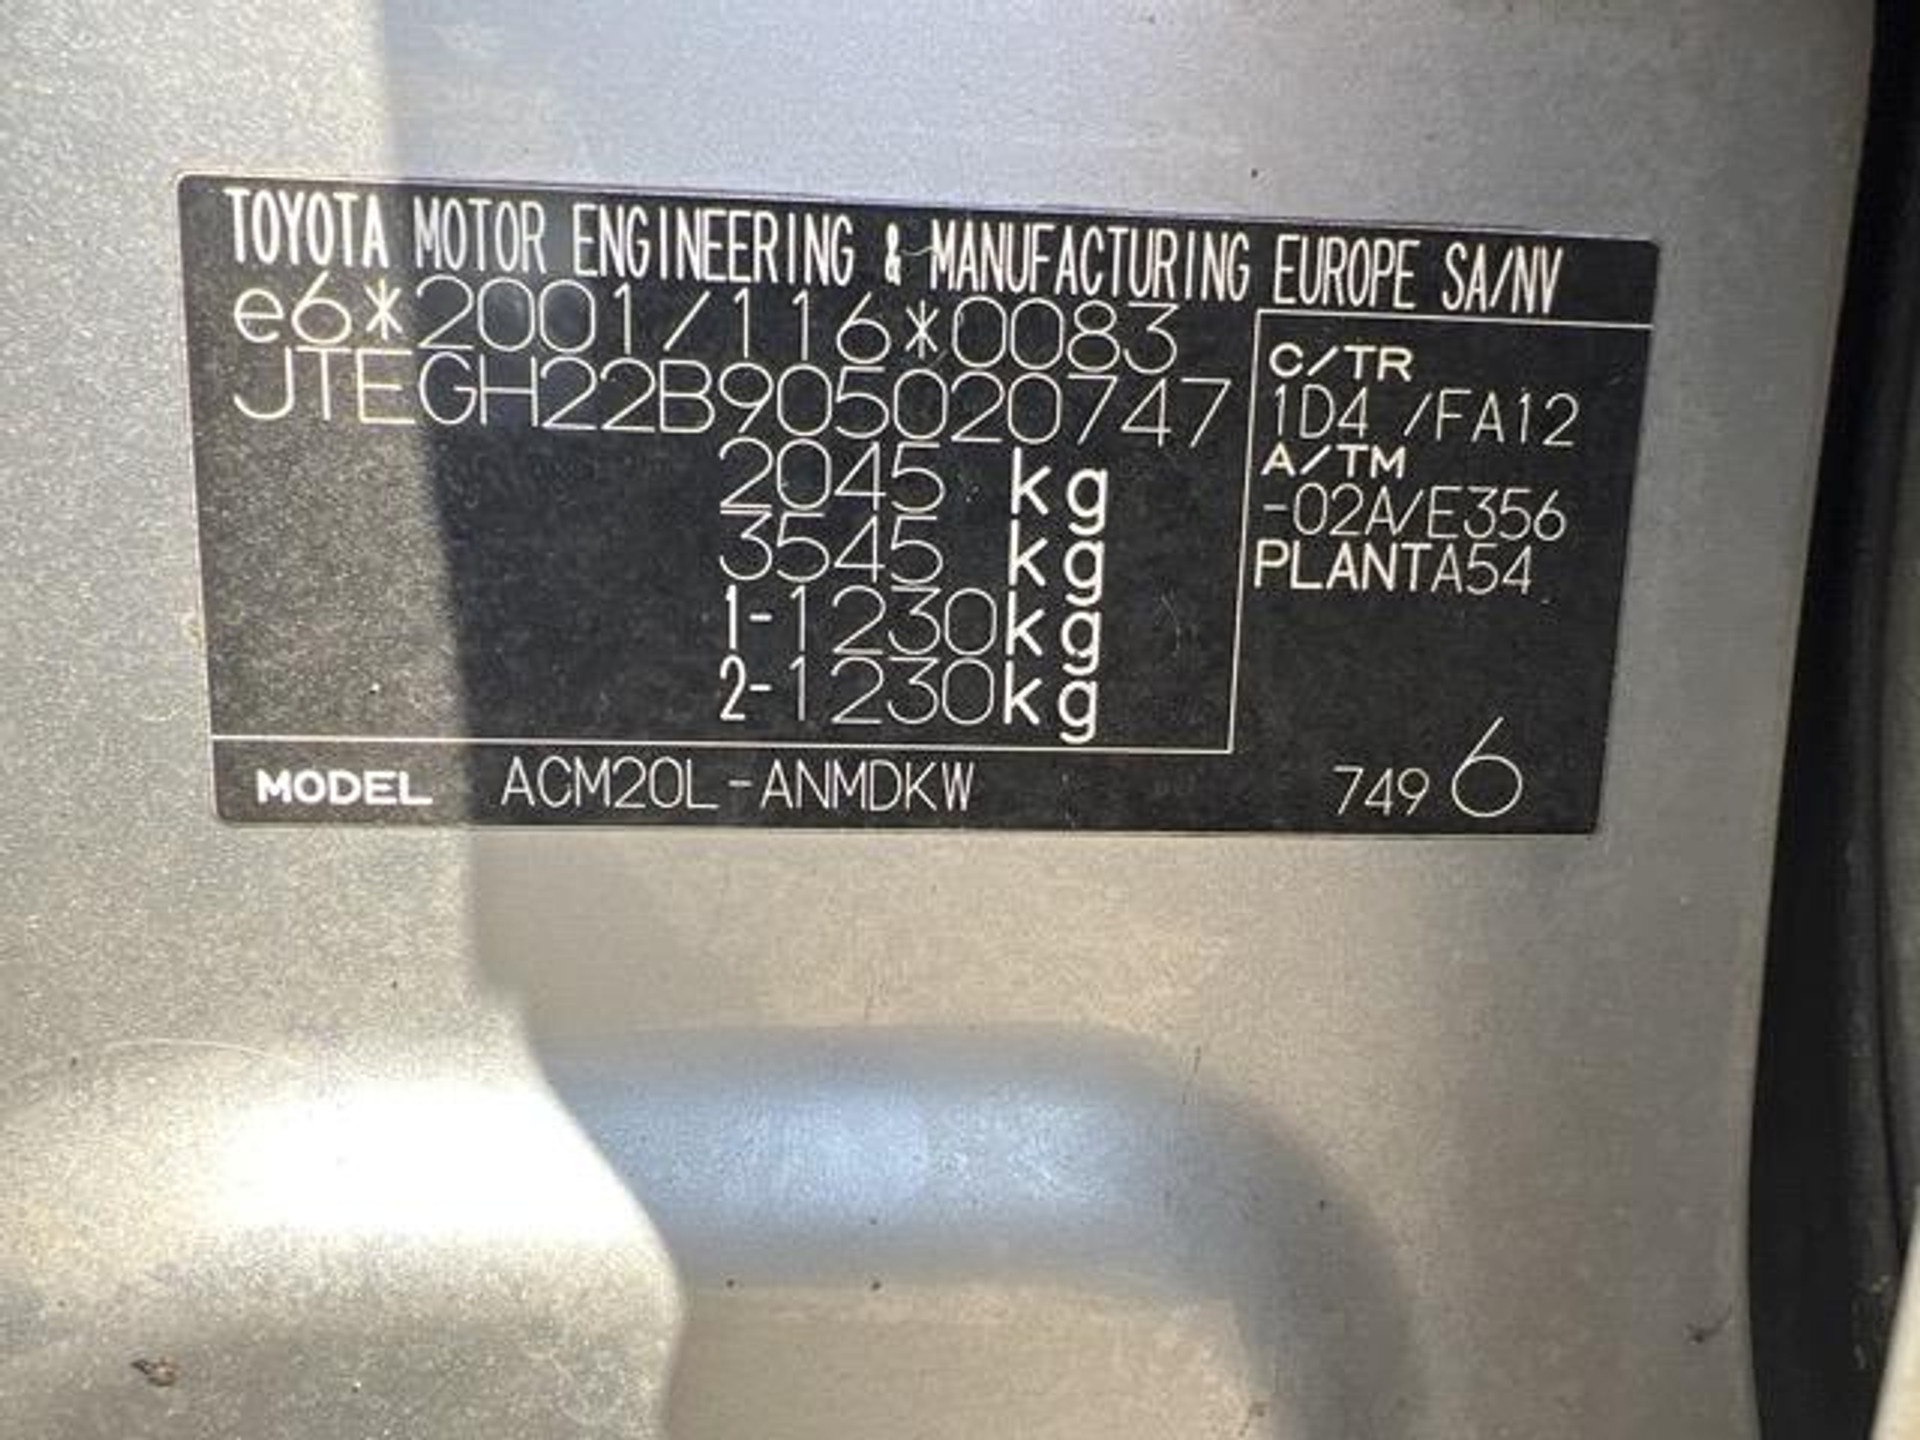 TOYOTA MOTOR ENGINEERING & MANUFACTURING EUROPE SA/NV
e6*2001/116*0083
JTEGH22B905020747
2045 kg
3545 kg
1-1230kg
2-1230kg
C/TR
1D4 /FA12
A/TM
-02A/E356
PLANTA54
MODEL ACM20L-ANMDKW
749 6